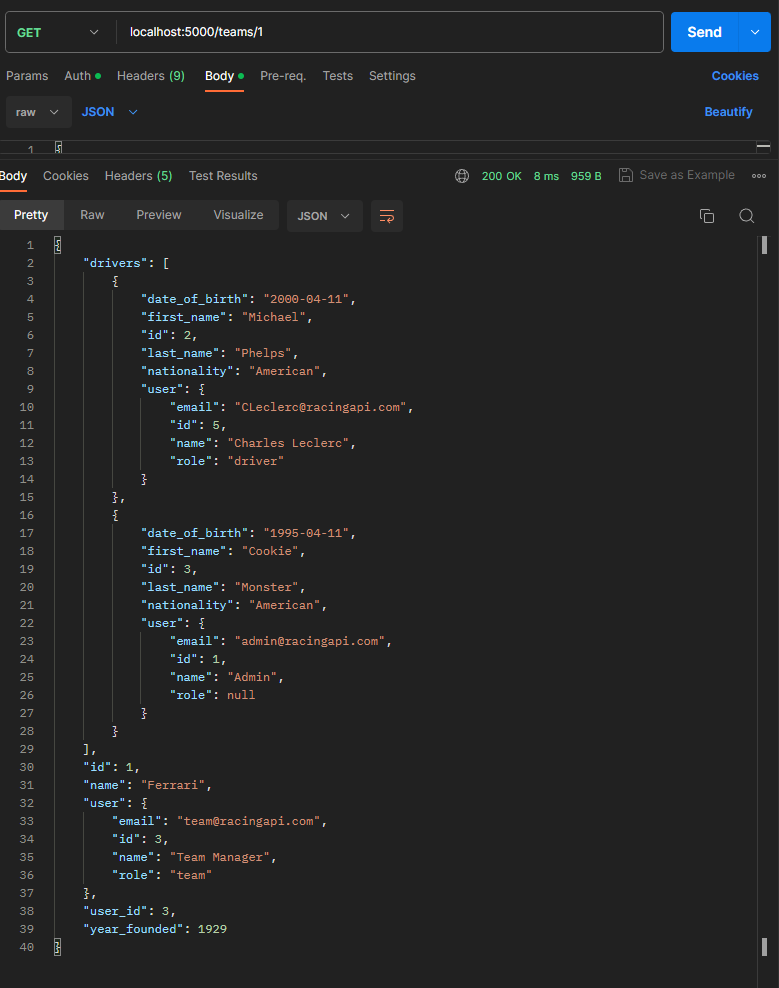 GET localhost:5000/teams/1 Send
Params Auth Headers (9) Body Pre-req. Tests Settings Cookies
raw JSON Beautify
1 {
Body Cookies Headers (5) Test Results 200 OK 8 ms 959 B Save as Example
Pretty Raw Preview Visualize JSON
1 {
2 "drivers": [
3 {
4 "date_of_birth": "2000-04-11",
5 "first_name": "Michael",
6 "id": 2,
7 "last_name": "Phelps",
8 "nationality": "American",
9 "user": {
10 "email": "CLeclerc@racingapi.com",
11 "id": 5,
12 "name": "Charles Leclerc",
13 "role": "driver"
14 }
15 },
16 {
17 "date_of_birth": "1995-04-11",
18 "first_name": "Cookie",
19 "id": 3,
20 "last_name": "Monster",
21 "nationality": "American",
22 "user": {
23 "email": "admin@racingapi.com",
24 "id": 1,
25 "name": "Admin",
26 "role": null
27 }
28 }
29 ],
30 "id": 1,
31 "name": "Ferrari",
32 "user": {
33 "email": "team@racingapi.com",
34 "id": 3,
35 "name": "Team Manager",
36 "role": "team"
37 },
38 "user_id": 3,
39 "year_founded": 1929
40 }